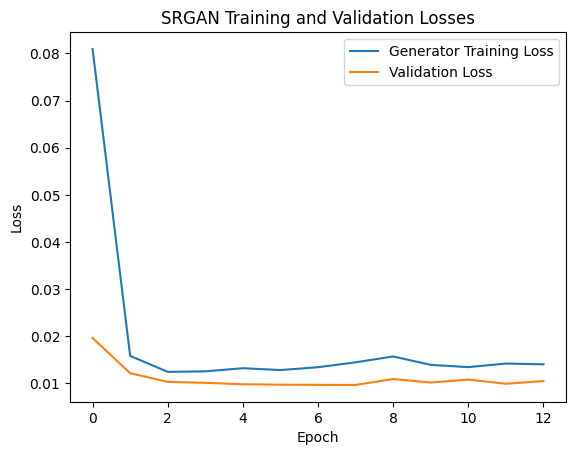 SRGAN Training and Validation Losses
Generator Training Loss
Validation Loss
0.08
0.07
0.06
0.05
0.04
0.03
0.02
0.01
Loss
0 2 4 6 8 10 12
Epoch